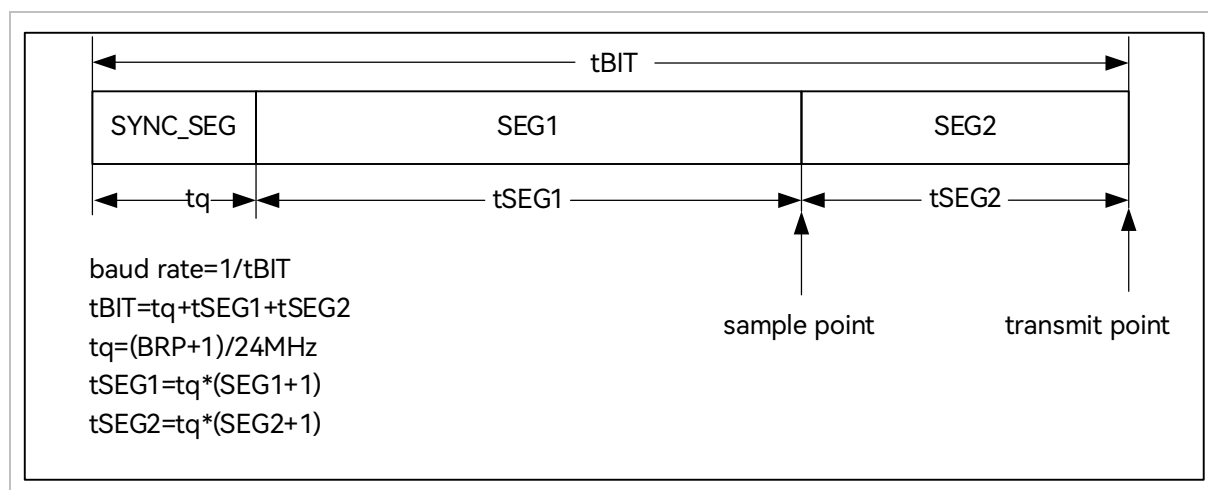 tBIT
SYNC_SEG SEG1 SEG2
tq tSEG1 tSEG2
baud rate=1/tBIT
tBIT=tq+tSEG1+tSEG2
tq=(BRP+1)/24MHz
tSEG1=tq*(SEG1+1)
tSEG2=tq*(SEG2+1)
sample point transmit point